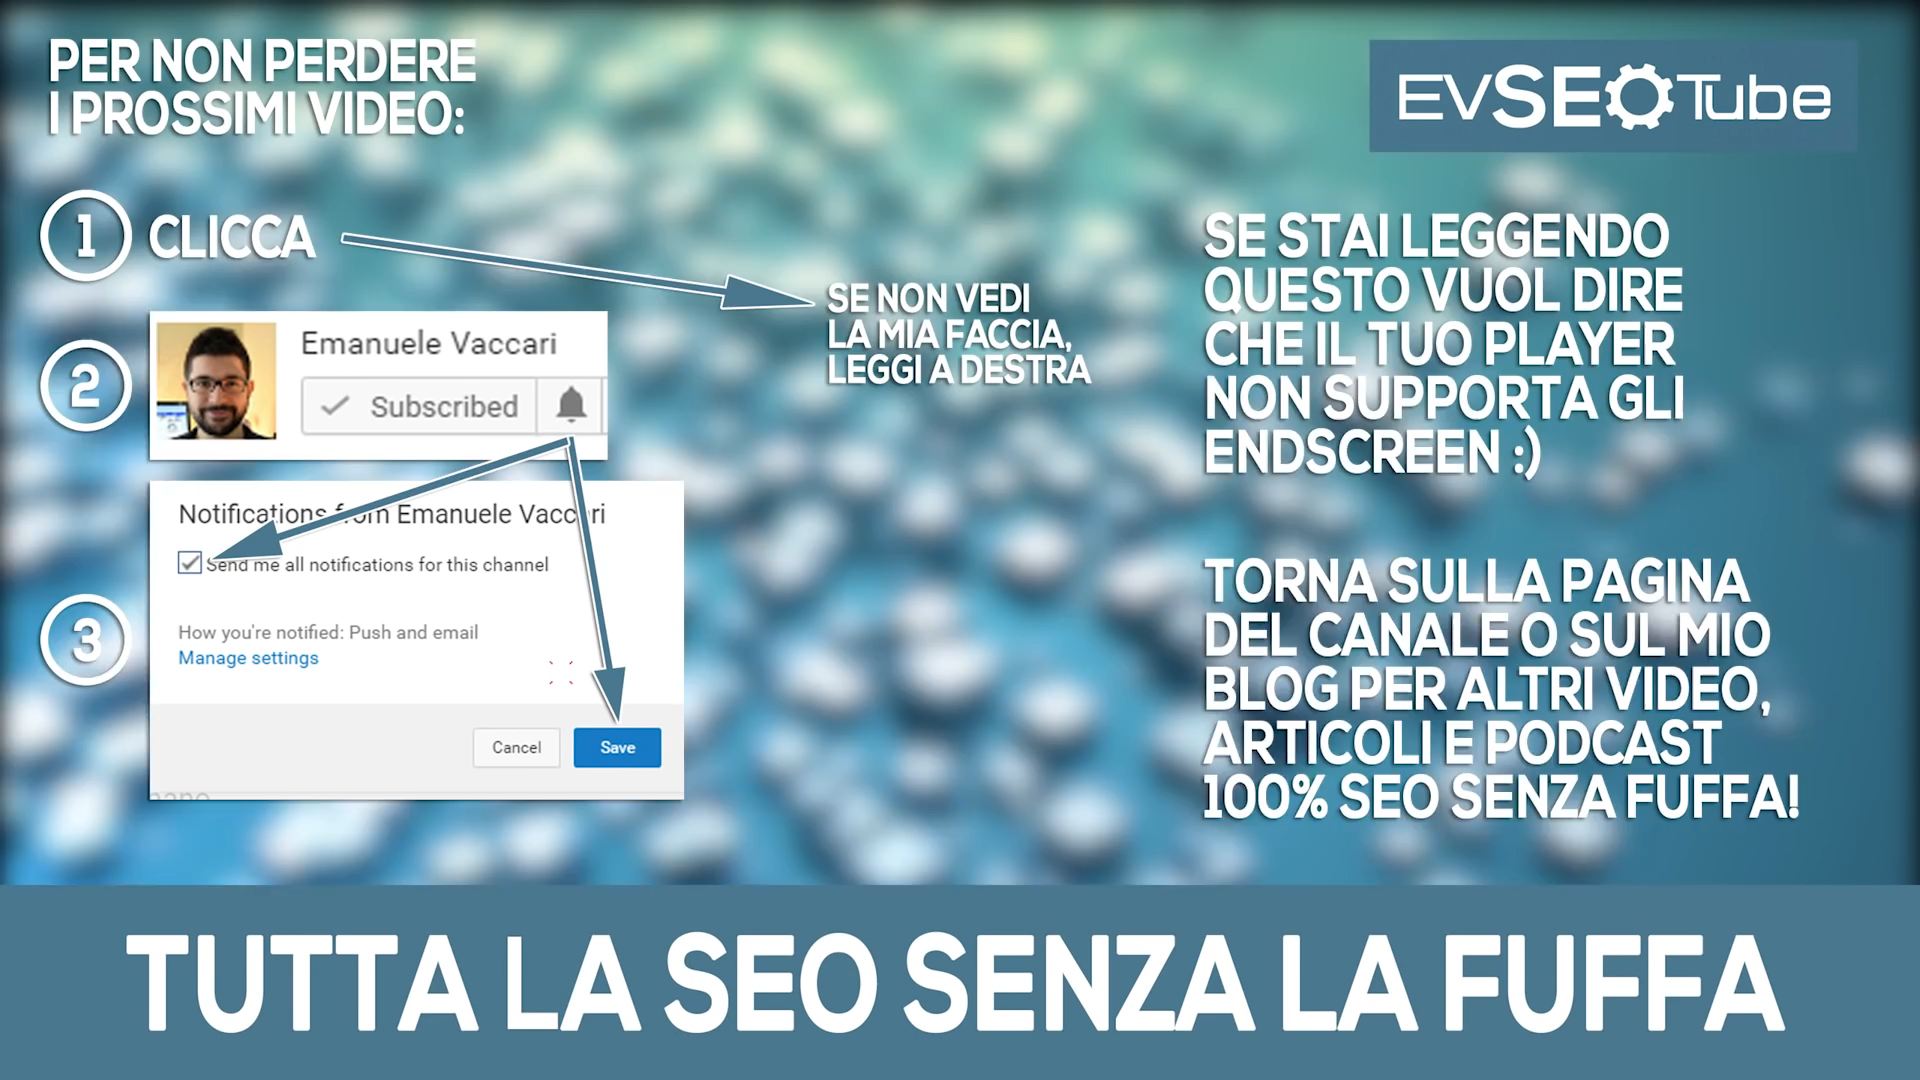 PER NON PERDERE
I PROSSIMI VIDEO:
EVSEOTube
1 CLICCA
SE NON VEDI
LA MIA FACCIA,
LEGGI A DESTRA
2
Emanuele Vaccari
Subscribed
3
Notifications from Emanuele Vaccari
Send me all notifications for this channel
How you're notified: Push and email
Manage settings
Cancel
Save
SE STAI LEGGENDO
QUESTO VUOL DIRE
CHE IL TUO PLAYER
NON SUPPORTA GLI
ENDSCREEN :)
TORNA SULLA PAGINA
DEL CANALE O SUL MIO
BLOG PER ALTRI VIDEO,
ARTICOLI E PODCAST
100% SEO SENZA FUFFA!
TUTTA LA SEO SENZA LA FUFFA